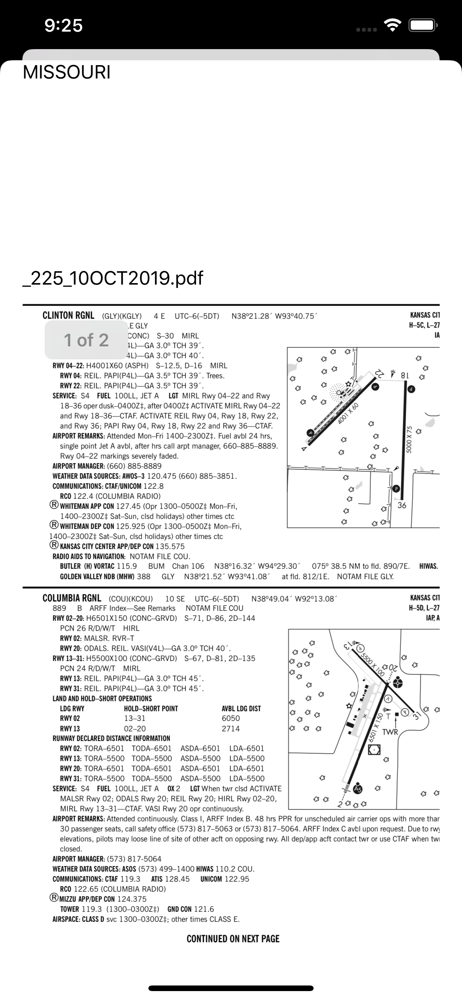 9:25
MISSOURI
_225_10OCT2019.pdf
CLINTON RGNL (GLY)(KGLY) 4 E UTC–6(–5DT) N38º21.28´ W93º40.75´ KANSAS CIT
H–5C, L–27
IA
1 of 2
E GLY
CONC) S–30 MIRL
4L)—GA 3.0º TCH 39´.
4L)—GA 3.0º TCH 40´.
RWY 04–22: H4001X60 (ASPH) S–12.5, D–16 MIRL
RWY 04: REIL. PAPI(P4L)—GA 3.5º TCH 39´. Trees.
RWY 22: REIL. PAPI(P4L)—GA 3.5º TCH 39´.
SERVICE: S4 FUEL 100LL, JET A LGT MIRL Rwy 04–22 and Rwy
18–36 oper dusk–0400Z‡, after 0400Z‡ ACTIVATE MIRL Rwy 04–22
and Rwy 18–36—CTAF. ACTIVATE REIL Rwy 04, Rwy 18, Rwy 22,
and Rwy 36; PAPI Rwy 04, Rwy 18, Rwy 22 and Rwy 36—CTAF.
AIRPORT REMARKS: Attended Mon–Fri 1400–2300Z‡. Fuel avbl 24 hrs,
single point Jet A avbl, after hrs call arpt manager, 660–885–8889.
Rwy 04–22 markings severely faded.
AIRPORT MANAGER: (660) 885-8889
WEATHER DATA SOURCES: AWOS–3 120.475 (660) 885–3851.
COMMUNICATIONS: CTAF/UNICOM 122.8
RCO 122.4 (COLUMBIA RADIO)
Ⓡ WHITEMAN APP CON 127.45 (Opr 1300–0500Z‡ Mon–Fri,
1400–2300Z‡ Sat–Sun, clsd holidays) other times ctc
Ⓡ WHITEMAN DEP CON 125.925 (Opr 1300–0500Z‡ Mon–Fri,
1400–2300Z‡ Sat–Sun, clsd holidays) other times ctc
Ⓡ KANSAS CITY CENTER APP/DEP CON 135.575
RADIO AIDS TO NAVIGATION: NOTAM FILE COU.
BUTLER (H) VORTAC 115.9 BUM Chan 106 N38º16.32´ W94º29.30´ 075º 38.5 NM to fld. 890/7E. HIWAS.
GOLDEN VALLEY NDB (MHW) 388 GLY N38º21.52´ W93º41.08´ at fld. 812/1E. NOTAM FILE GLY.
22
18
P
P
4001 X 60
P
4
5000 X 75
P
36
COLUMBIA RGNL (COU)(KCOU) 10 SE UTC–6(–5DT) N38º49.04´ W92º13.08´ KANSAS CIT
889 B ARFF Index—See Remarks NOTAM FILE COU H–5D, L–27
IAP, A
RWY 02–20: H6501X150 (CONC–GRVD) S–71, D–86, 2D–144
PCN 26 R/D/W/T HIRL
RWY 02: MALSR. RVR–T
RWY 20: ODALS. REIL. VASI(V4L)—GA 3.0º TCH 40´.
RWY 13–31: H5500X100 (CONC–GRVD) S–67, D–81, 2D–135
PCN 24 R/D/W/T MIRL
RWY 13: REIL. PAPI(P4L)—GA 3.0º TCH 45´.
RWY 31: REIL. PAPI(P4L)—GA 3.0º TCH 45´.
LAND AND HOLD–SHORT OPERATIONS
LDG RWY HOLD–SHORT POINT AVBL LDG DIST
RWY 02 13–31 6050
RWY 13 02–20 2714
RUNWAY DECLARED DISTANCE INFORMATION
RWY 02: TORA–6501 TODA–6501 ASDA–6501 LDA–6501
RWY 13: TORA–5500 TODA–5500 ASDA–5500 LDA–5500
RWY 20: TORA–6501 TODA–6501 ASDA–6501 LDA–6501
RWY 31: TORA–5500 TODA–5500 ASDA–5500 LDA–5500
SERVICE: S4 FUEL 100LL, JET A OX 2 LGT When twr clsd ACTIVATE
MALSR Rwy 02; ODALS Rwy 20; REIL Rwy 20; HIRL Rwy 02–20,
MIRL Rwy 13–31—CTAF. VASI Rwy 20 opr continuously.
13
P
5500 X 100
20
V
P
31
T
TWR
6501 X 150
X
A5
2
AIRPORT REMARKS: Attended continuously. Class I, ARFF Index B. 48 hrs PPR for unscheduled air carrier ops with more than
30 passenger seats, call safety office (573) 817–5063 or (573) 817–5064. ARFF Index C avbl upon request. Due to rwy
elevations, pilots may loose line of site of other acft on opposing rwy. All dep/app acft contact twr or use CTAF when twr
closed.
AIRPORT MANAGER: (573) 817-5064
WEATHER DATA SOURCES: ASOS (573) 499–1400 HIWAS 110.2 COU.
COMMUNICATIONS: CTAF 119.3 ATIS 128.45 UNICOM 122.95
RCO 122.65 (COLUMBIA RADIO)
Ⓡ MIZZU APP/DEP CON 124.375
TOWER 119.3 (1300–0300Z‡) GND CON 121.6
AIRSPACE: CLASS D svc 1300–0300Z‡; other times CLASS E.
CONTINUED ON NEXT PAGE